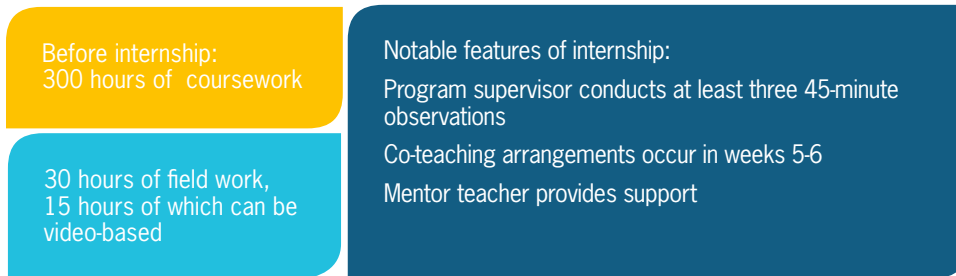 Before internship:
300 hours of coursework
30 hours of field work,
15 hours of which can be
video-based
Notable features of internship:
Program supervisor conducts at least three 45-minute
observations
Co-teaching arrangements occur in weeks 5-6
Mentor teacher provides support